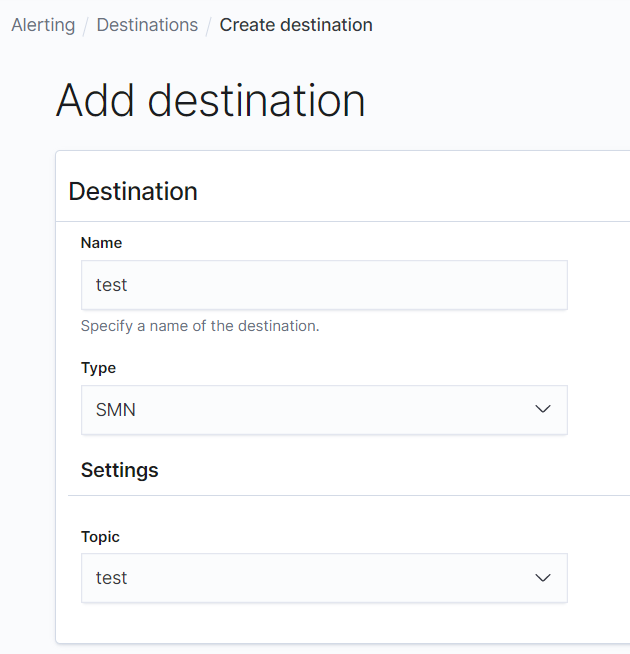 Alerting / Destinations / Create destination
Add destination
Destination
Name
test
Specify a name of the destination.
Type
SMN
Settings
Topic
test